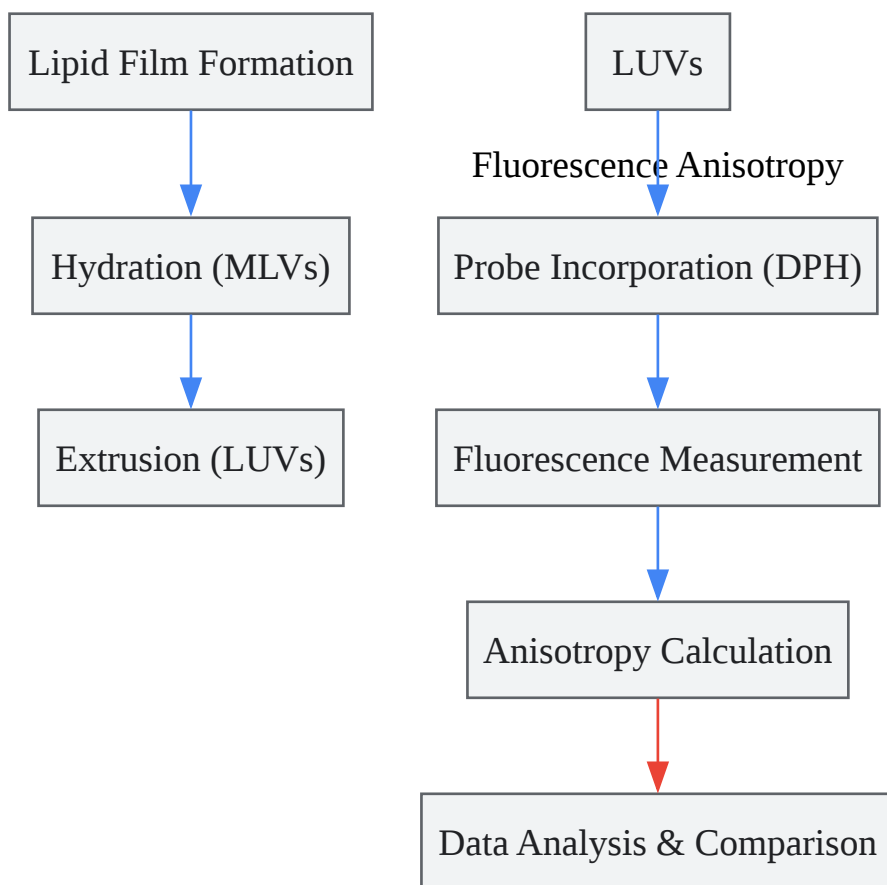 Lipid Film Formation
Hydration (MLVs)
Extrusion (LUVs)
LUVs
Fluorescence Anisotropy
Probe Incorporation (DPH)
Fluorescence Measurement
Anisotropy Calculation
Data Analysis & Comparison